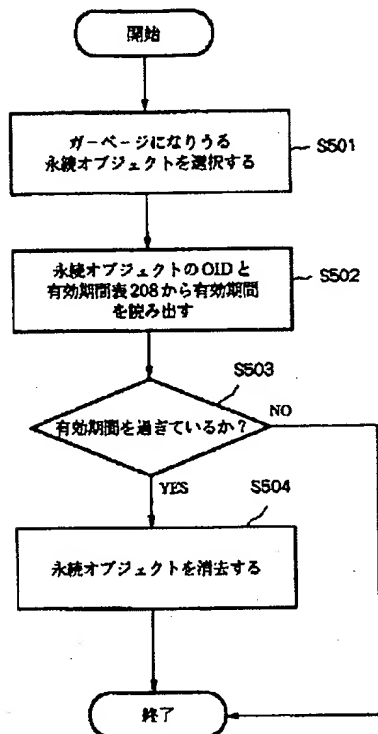 開始
ガーベージになりうる
永続オブジェクトを選択する
S501
永続オブジェクトのOIDと
有効期間表208から有効期間
を読み出す
S502
S503
有効期間を過ぎているか？
NO
YES
S504
永続オブジェクトを消去する
終了